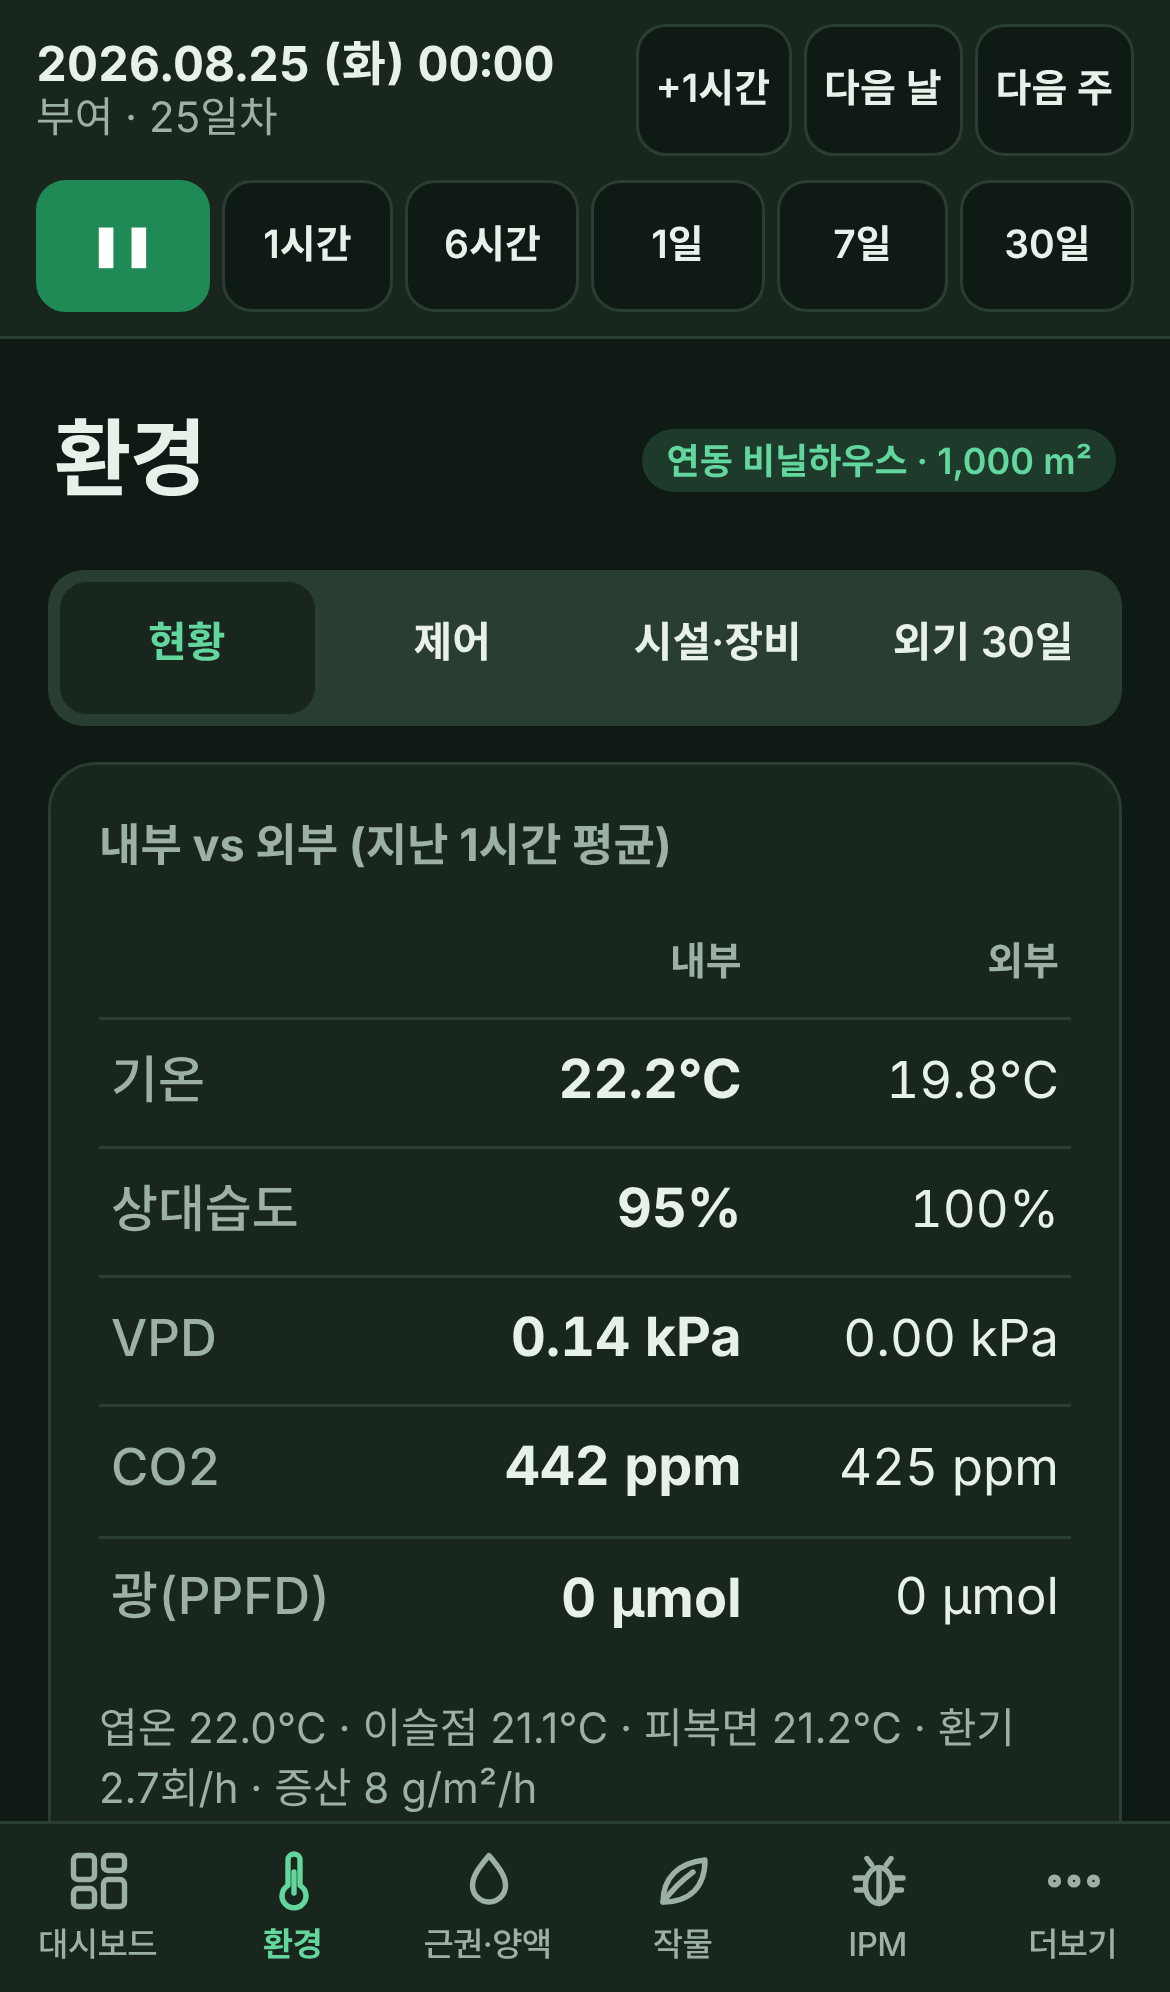 2026.08.25 (화) 00:00
부여 · 25일차
+1시간
다음 날
다음 주
1시간
6시간
1일
7일
30일
환경
연동 비닐하우스 · 1,000 m²
현황
제어
시설·장비
외기 30일
내부 vs 외부 (지난 1시간 평균)
내부 외부
기온 22.2°C 19.8°C
상대습도 95% 100%
VPD 0.14 kPa 0.00 kPa
CO2 442 ppm 425 ppm
광(PPFD) 0 µmol 0 µmol
엽온 22.0°C · 이슬점 21.1°C · 피복면 21.2°C · 환기
2.7회/h · 증산 8 g/m²/h
대시보드
환경
근권·양액
작물
IPM
더보기